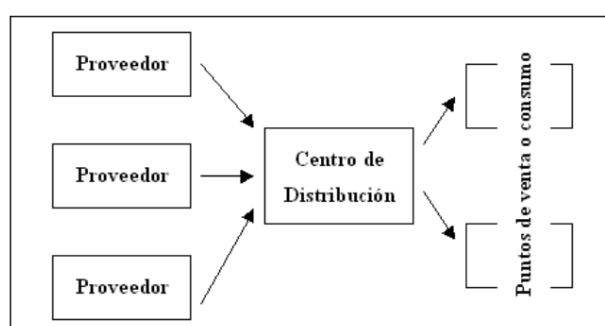 Proveedor
Proveedor
Proveedor
Centro de
Distribución
Puntos de venta o consumo